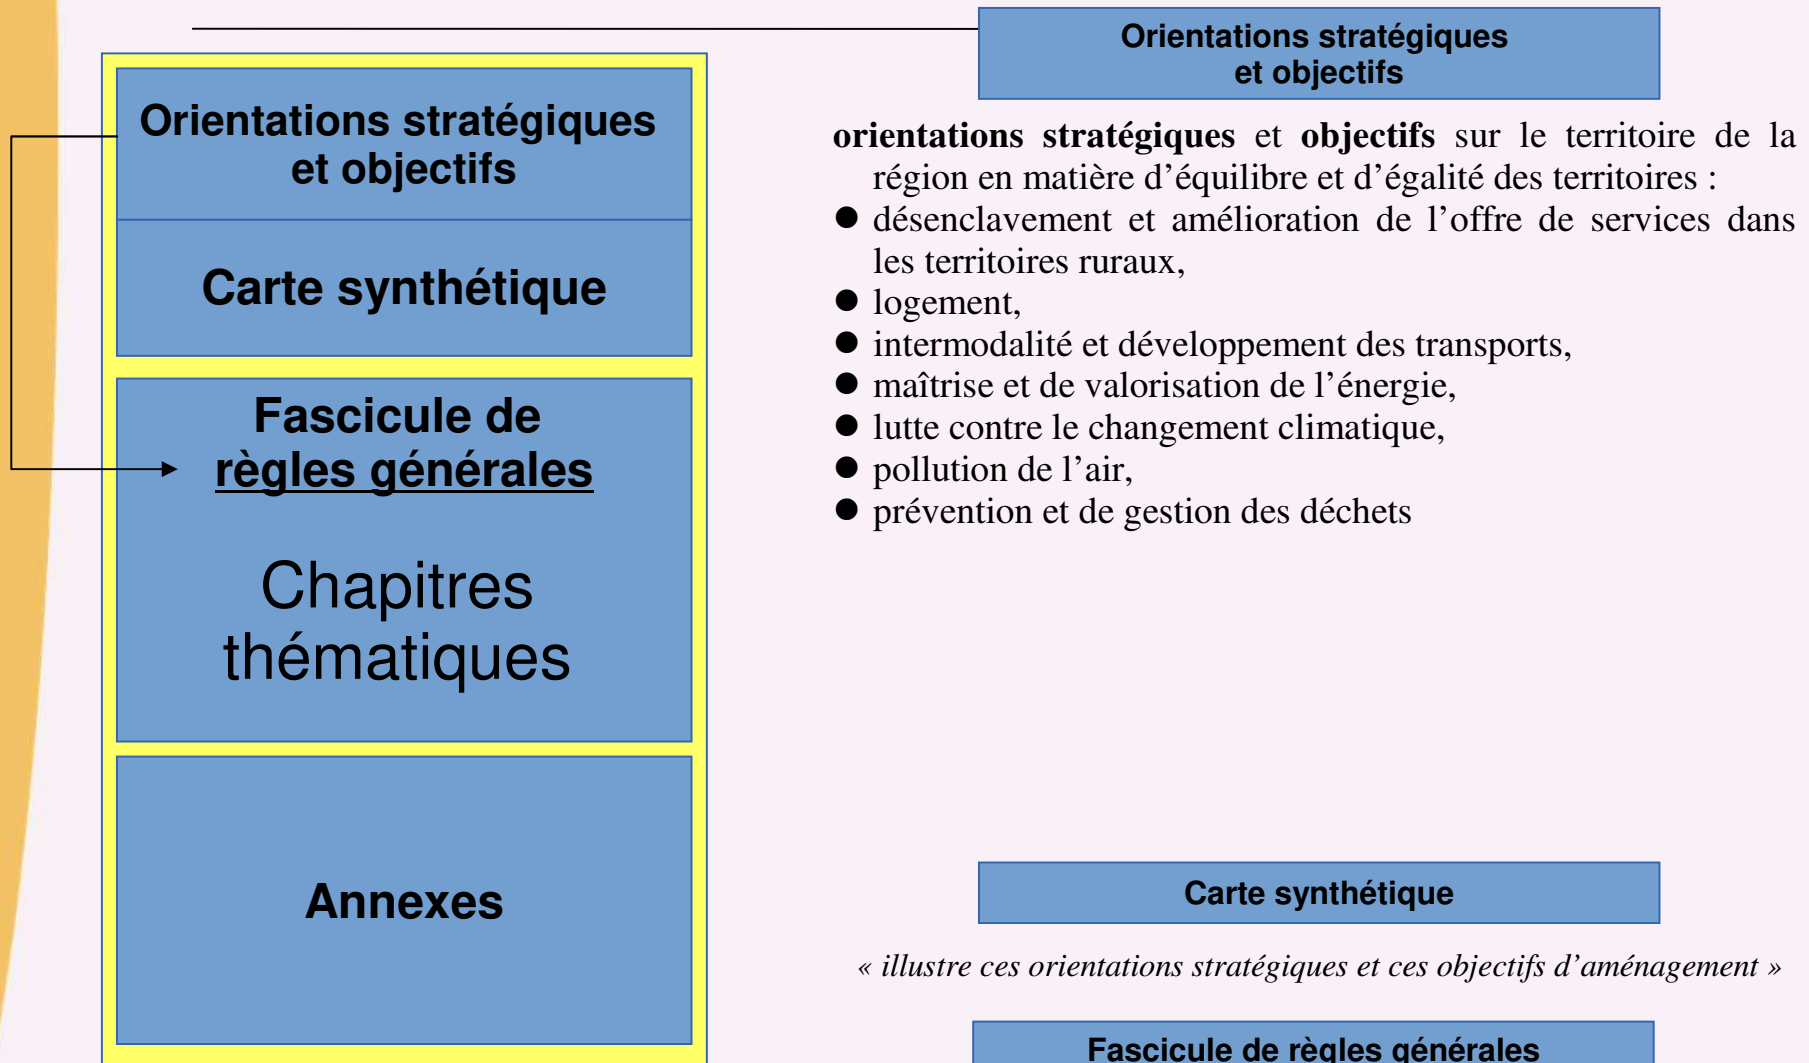 Orientations stratégiques
et objectifs
Carte synthétique
Fascicule de
règles générales
Chapitres
thématiques
Annexes
Orientations stratégiques
et objectifs
orientations stratégiques et objectifs sur le territoire de la
région en matière d’équilibre et d’égalité des territoires :
● désenclavement et amélioration de l’offre de services dans
les territoires ruraux,
● logement,
● intermodalité et développement des transports,
● maîtrise et de valorisation de l’énergie,
● lutte contre le changement climatique,
● pollution de l’air,
● prévention et de gestion des déchets
Carte synthétique
« illustre ces orientations stratégiques et ces objectifs d’aménagement »
Fascicule de règles générales